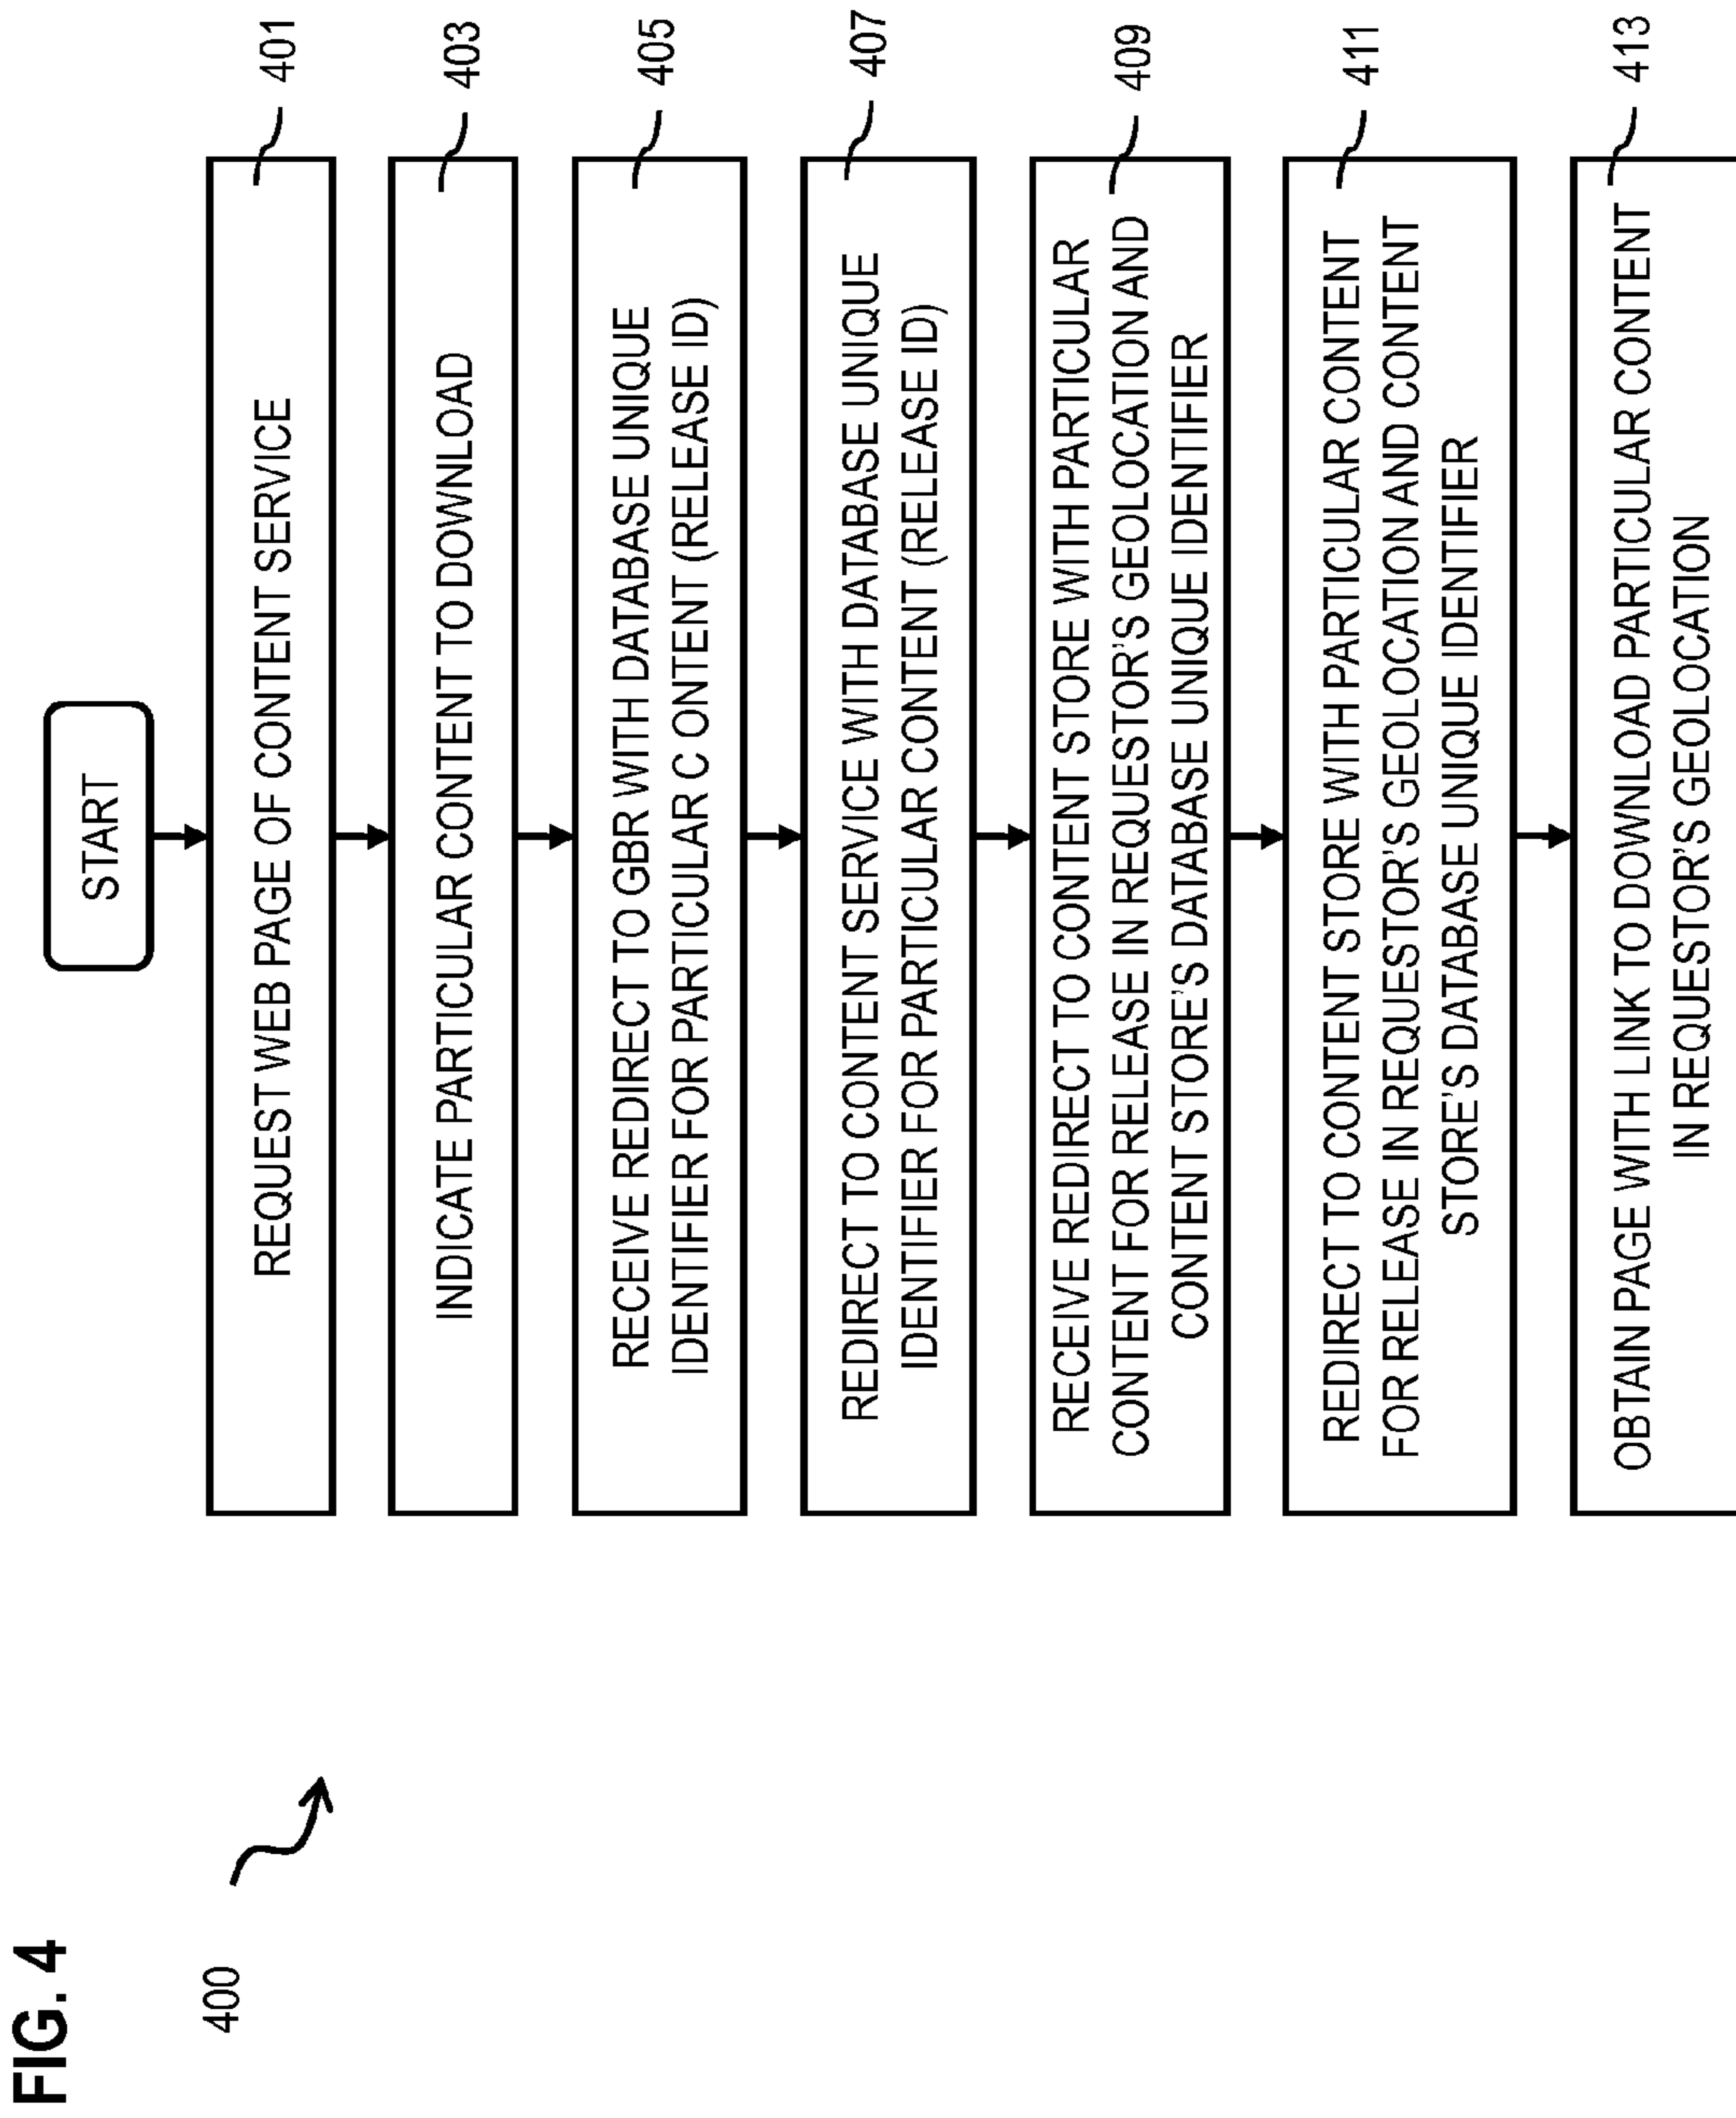 FIG. 4
400
START
REQUEST WEB PAGE OF CONTENT SERVICE
401
INDICATE PARTICULAR CONTENT TO DOWNLOAD
403
RECEIVE REDIRECT TO GBR WITH DATABASE UNIQUE
IDENTIFIER FOR PARTICULAR C ONTENT (RELEASE ID)
405
REDIRECT TO CONTENT SERVICE WITH DATABASE UNIQUE
IDENTIFIER FOR PARTICULAR CONTENT (RELEASE ID)
407
RECEIVE REDIRECT TO CONTENT STORE WITH PARTICULAR
CONTENT FOR RELEASE IN REQUESTOR'S GEOLOCATION AND
CONTENT STORE'S DATABASE UNIQUE IDENTIFIER
409
REDIRECT TO CONTENT STORE WITH PARTICULAR CONTENT
FOR RELEASE IN REQUESTOR'S GEOLOCATION AND CONTENT
STORE'S DATABASE UNIQUE IDENTIFIER
411
OBTAIN PAGE WITH LINK TO DOWNLOAD PARTICULAR CONTENT
IN REQUESTOR'S GEOLOCATION
413